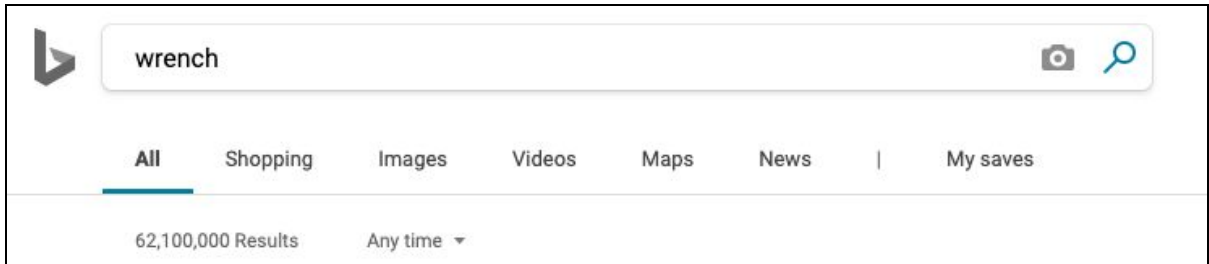 wrench
All Shopping Images Videos Maps News | My saves
62,100,000 Results Any time